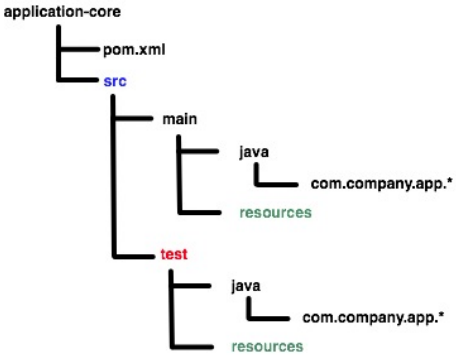 application-core
pom.xml
src
main
java
com.company.app.*
resources
test
java
com.company.app.*
resources